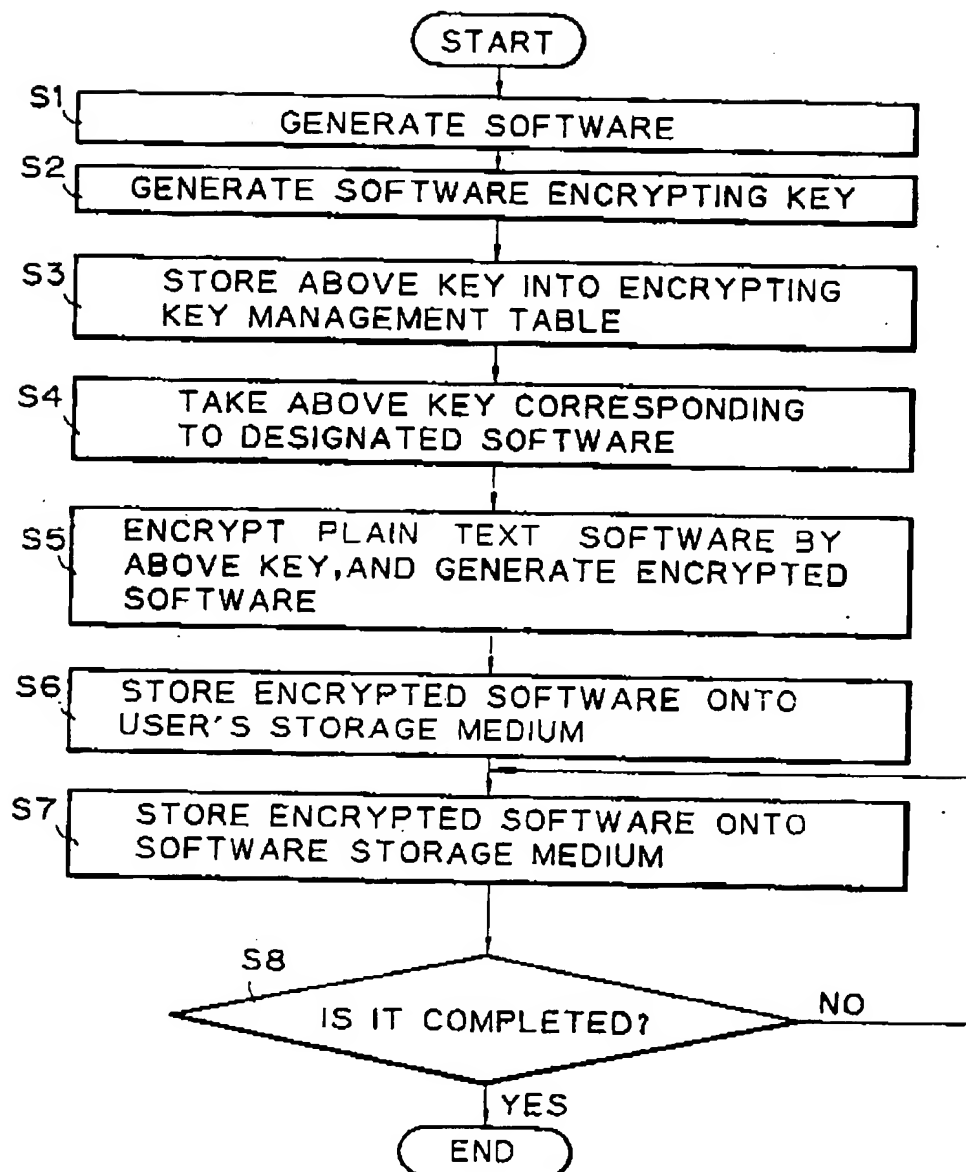 START
S1
GENERATE SOFTWARE
S2
GENERATE SOFTWARE ENCRYPTING KEY
S3
STORE ABOVE KEY INTO ENCRYPTING
KEY MANAGEMENT TABLE
S4
TAKE ABOVE KEY CORRESPONDING
TO DESIGNATED SOFTWARE
S5
ENCRYPT PLAIN TEXT SOFTWARE BY
ABOVE KEY, AND GENERATE ENCRYPTED
SOFTWARE
S6
STORE ENCRYPTED SOFTWARE ONTO
USER'S STORAGE MEDIUM
S7
STORE ENCRYPTED SOFTWARE ONTO
SOFTWARE STORAGE MEDIUM
S8
IS IT COMPLETED?
NO
YES
END